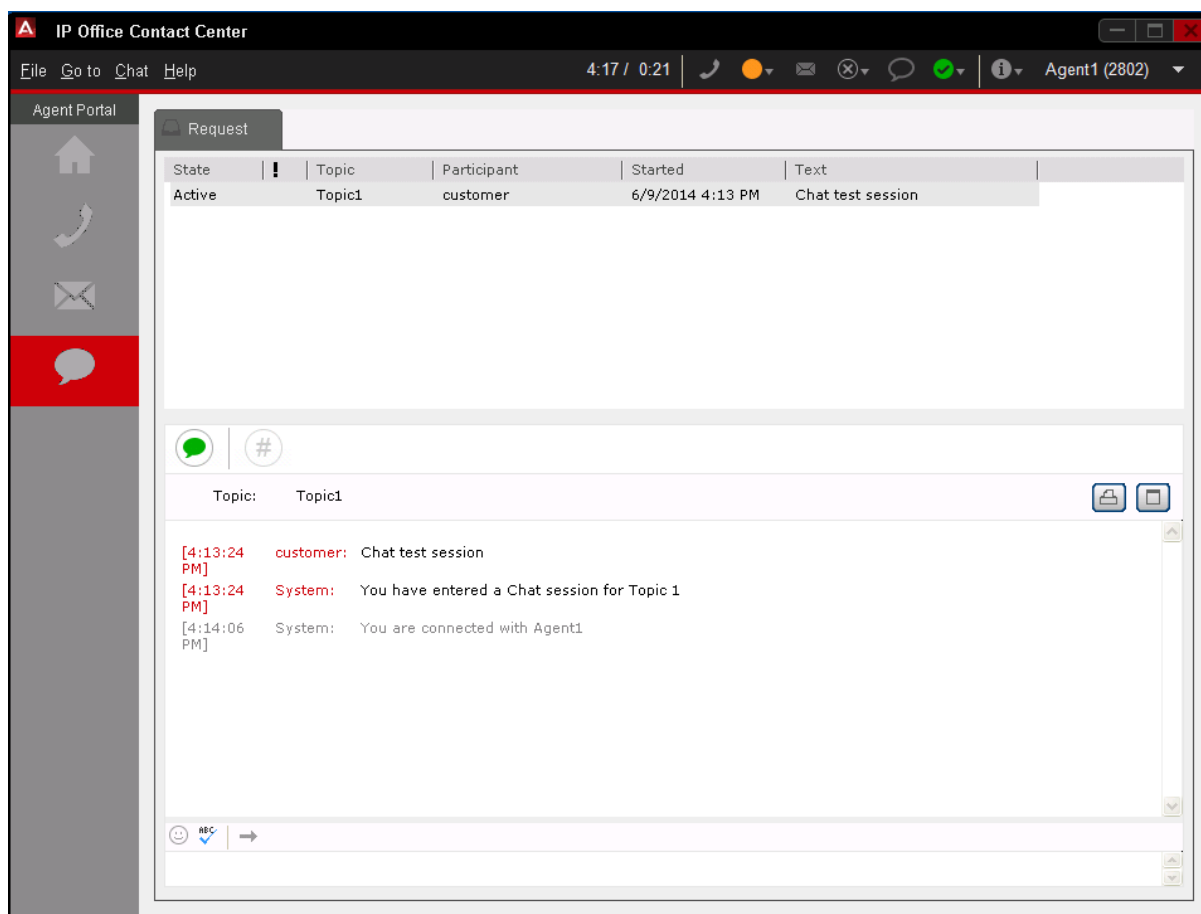 A IP Office Contact Center
File Go to Chat Help 4:17 / 0:21 Agent1 (2802)
Agent Portal
Request
State ! Topic Participant Started Text
Active Topic1 customer 6/9/2014 4:13 PM Chat test session
#
Topic: Topic1
[4:13:24 PM] customer: Chat test session
[4:13:24 PM] System: You have entered a Chat session for Topic 1
[4:14:06 PM] System: You are connected with Agent1
ABC